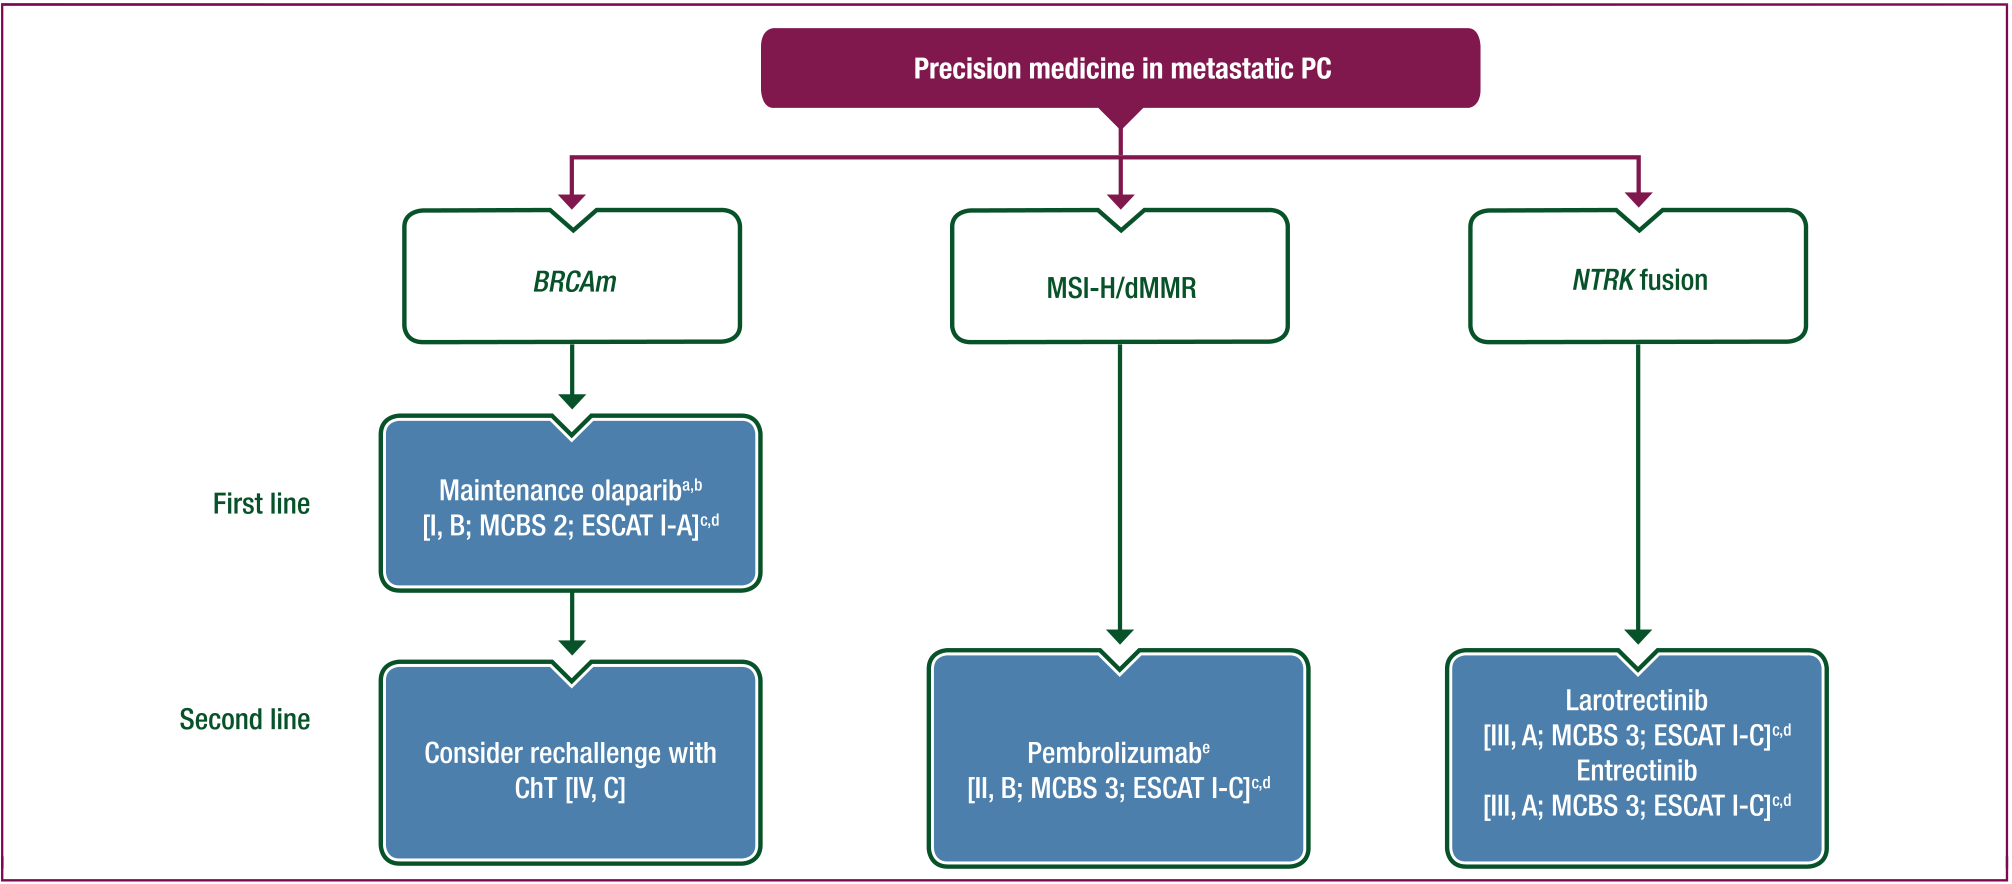 Precision medicine in metastatic PC
BRCAm
MSI-H/dMMR
NTRK fusion
First line
Maintenance olaparib^a,b
[I, B; MCBS 2; ESCAT I-A]^c,d
Second line
Consider rechallenge with
ChT [IV, C]
Pembrolizumab^e
[II, B; MCBS 3; ESCAT I-C]^c,d
Larotrectinib
[III, A; MCBS 3; ESCAT I-C]^c,d
Entrectinib
[III, A; MCBS 3; ESCAT I-C]^c,d